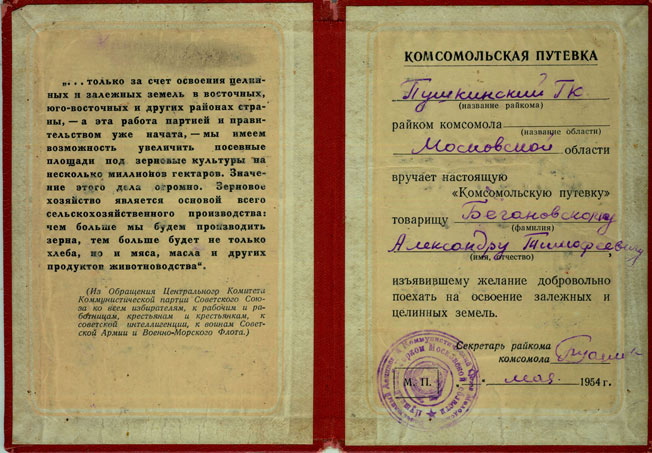 „. . . только за счет освоения целин-
ных и залежных земель в восточных,
юго-восточных и других районах стра-
ны, — а эта работа партией и прави-
тельством уже начата, — мы имеем
возможность увеличить посевные
площади под зерновые культуры на
несколько миллионов гектаров. Значе-
ние этого дела огромно. Зерновое
хозяйство является основой всего
сельскохозяйственного производства:
чем больше мы будем производить
зерна, тем больше будет не только
хлеба, но и мяса, масла и других
продуктов животноводства“.
(Из Обращения Центрального Комитета
Коммунистической партии Советского Сою-
за ко всем избирателям, к рабочим и ра-
ботницам, крестьянам и крестьянкам, к
советской интеллигенции, к воинам Совет-
ской Армии и Военно-Морского Флота.)
КОМСОМОЛЬСКАЯ ПУТЕВКА
Пушкинский ГК
(название райкома)
райком комсомола
(название области)
Московской области
вручает настоящую
«Комсомольскую путевку»
товарищу Бегановскому
(фамилия)
Александру Тимофеевичу
(имя, отчество)
изъявившему желание добровольно
поехать на освоение залежных и
целинных земель.
Секретарь райкома
комсомола
М. П.
мая 1954 г.